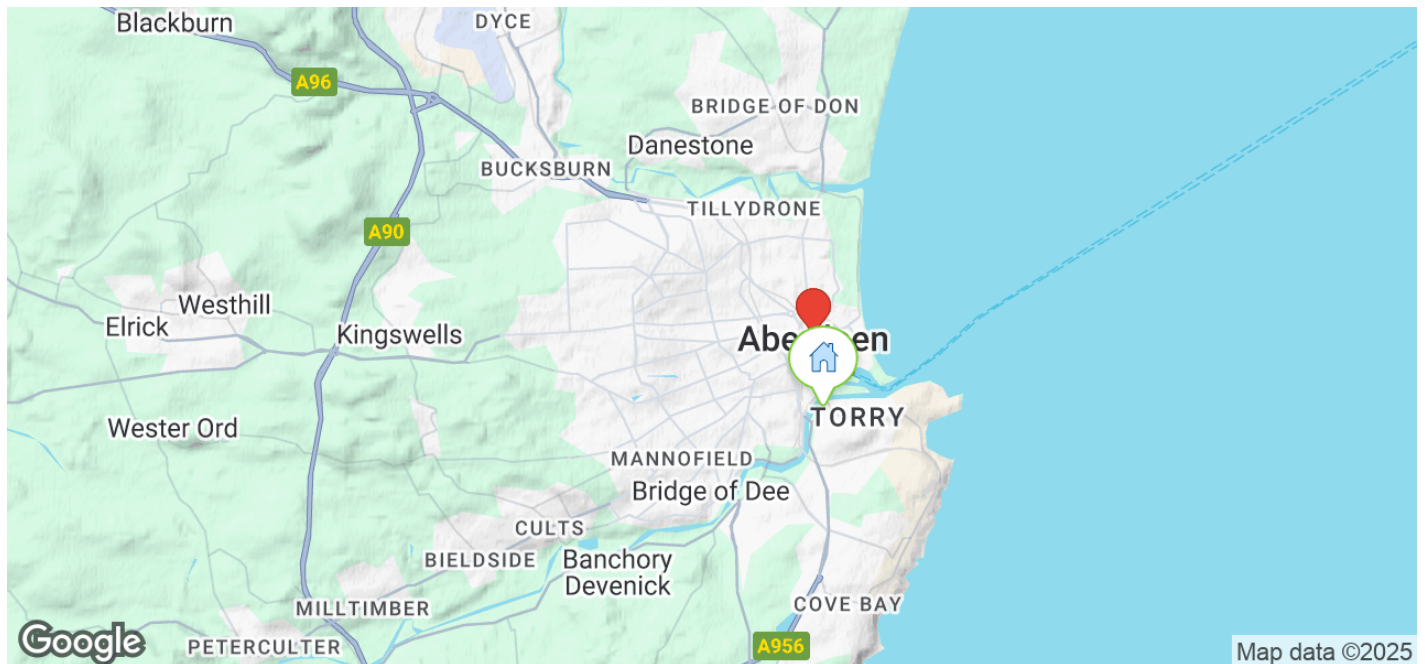 Blackburn
DYCE
A96
BRIDGE OF DON
Danestone
BUCKSBURN
TILLYDRONE
A90
Westhill
Elrick
Kingswells
Aberdeen
TORRY
Wester Ord
MANNOFIELD
Bridge of Dee
CULTS
BIELDSIDE
Banchory
Devenick
MILLTIMBER
COVE BAY
PETERCULTER
A956
Google
Map data ©2025